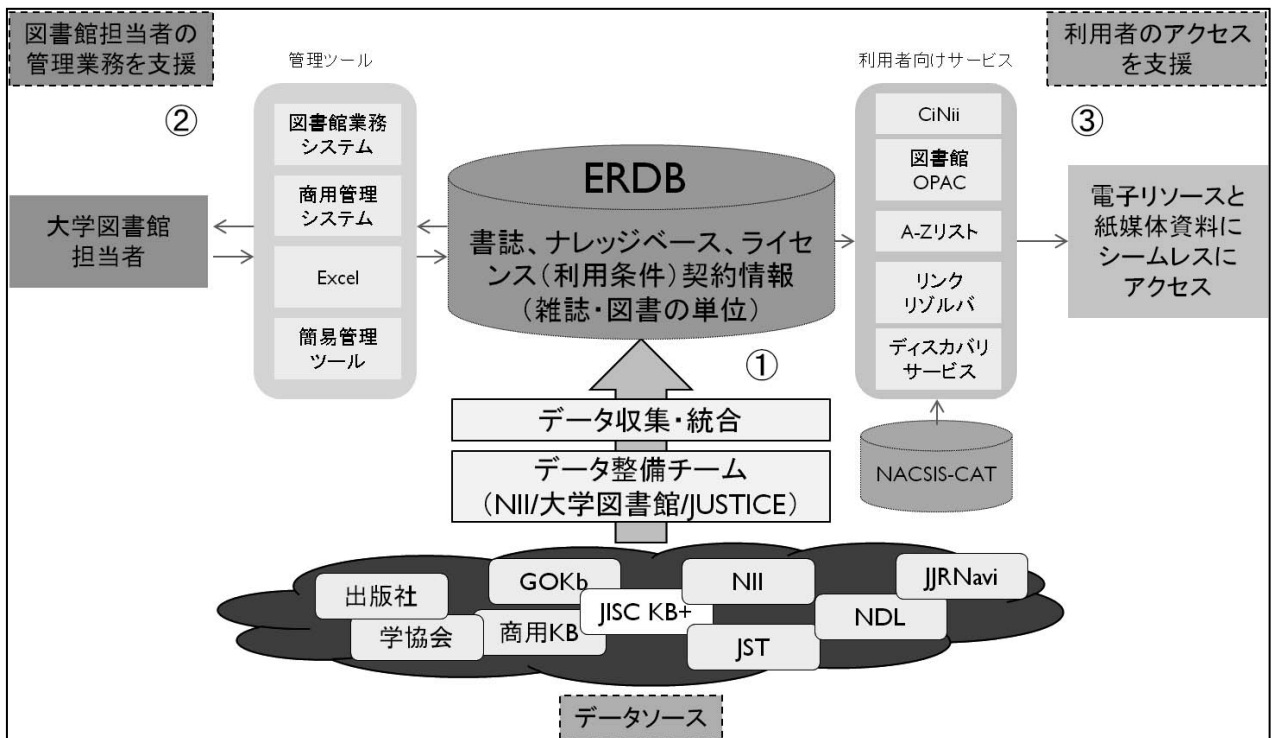 図書館担当者の
管理業務を支援
②
管理ツール
図書館業務
システム
商用管理
システム
Excel
簡易管理
ツール
大学図書館
担当者
ERDB
書誌、ナレッジベース、ライセ
ンス(利用条件)契約情報
(雑誌・図書の単位)
①
データ収集・統合
データ整備チーム
(NII/大学図書館/JUSTICE)
利用者向けサービス
CiNii
図書館
OPAC
A-Zリスト
リンク
リゾルバ
ディスカバリ
サービス
NACSIS-CAT
利用者のアクセス
を支援
③
電子リソースと
紙媒体資料に
シームレスに
アクセス
出版社
学協会
GOKb
商用KB
JISC KB+
NII
JST
NDL
JJRNavi
データソース